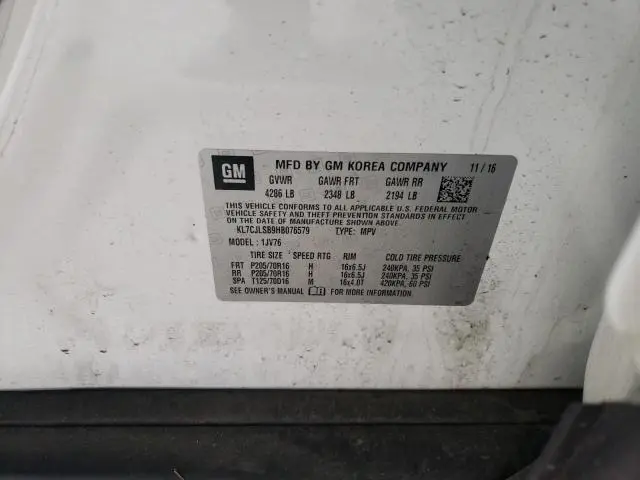 GM
MFD BY GM KOREA COMPANY 11/16
GVWR GAWR FRT GAWR RR
4286 LB 2348 LB 2194 LB
THIS VEHICLE CONFORMS TO ALL APPLICABLE U.S. FEDERAL MOTOR
VEHICLE SAFETY AND THEFT PREVENTION STANDARDS IN EFFECT
ON THE DATE OF MANUFACTURE SHOWN ABOVE.
KL7CJLSB9HB076579 TYPE: MPV
MODEL: 1JV76
TIRE SIZE SPEED RTG RIM COLD TIRE PRESSURE
FRT P205/70R16 H 16x6.5J 240KPA, 35 PSI
RR P205/70R16 H 16x6.5J 240KPA, 35 PSI
SPA T125/70D16 M 16x4.0T 420KPA, 60 PSI
SEE OWNER'S MANUAL